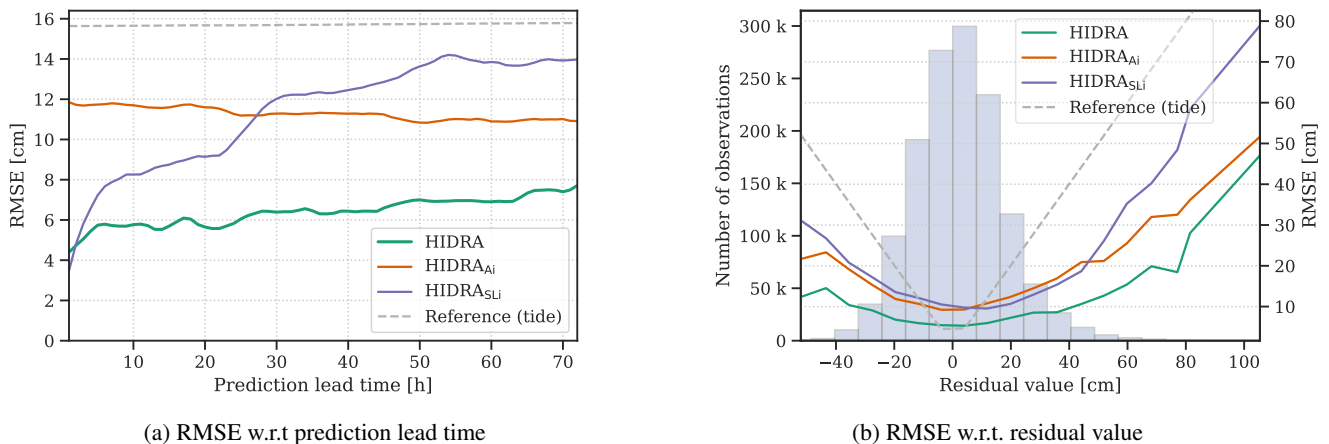 16
14
12
10
8
6
4
2
0
RMSE [cm]
HIDRA
HIDRA_Ai
HIDRA_SLi
Reference (tide)
10 20 30 40 50 60 70
Prediction lead time [h]
(a) RMSE w.r.t prediction lead time
300 k
250 k
200 k
150 k
100 k
50 k
0
Number of observations
HIDRA
HIDRA_Ai
HIDRA_SLi
Reference (tide)
80
70
60
50
40
30
20
10
RMSE [cm]
−40 −20 0 20 40 60 80 100
Residual value [cm]
(b) RMSE w.r.t. residual value